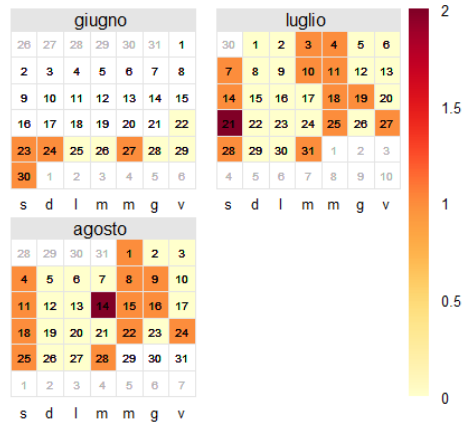 giugno
26 27 28 29 30 31 1
2 3 4 5 6 7 8
9 10 11 12 13 14 15
16 17 18 19 20 21 22
23 24 25 26 27 28 29
30 1 2 3 4 5 6
s d l m m g v
luglio
30 1 2 3 4 5 6
7 8 9 10 11 12 13
14 15 16 17 18 19 20
21 22 23 24 25 26 27
28 29 30 31 1 2 3
4 5 6 7 8 9 10
s d l m m g v
agosto
28 29 30 31 1 2 3
4 5 6 7 8 9 10
11 12 13 14 15 16 17
18 19 20 21 22 23 24
25 26 27 28 29 30 31
1 2 3 4 5 6 7
s d l m m g v
2
1.5
1
0.5
0